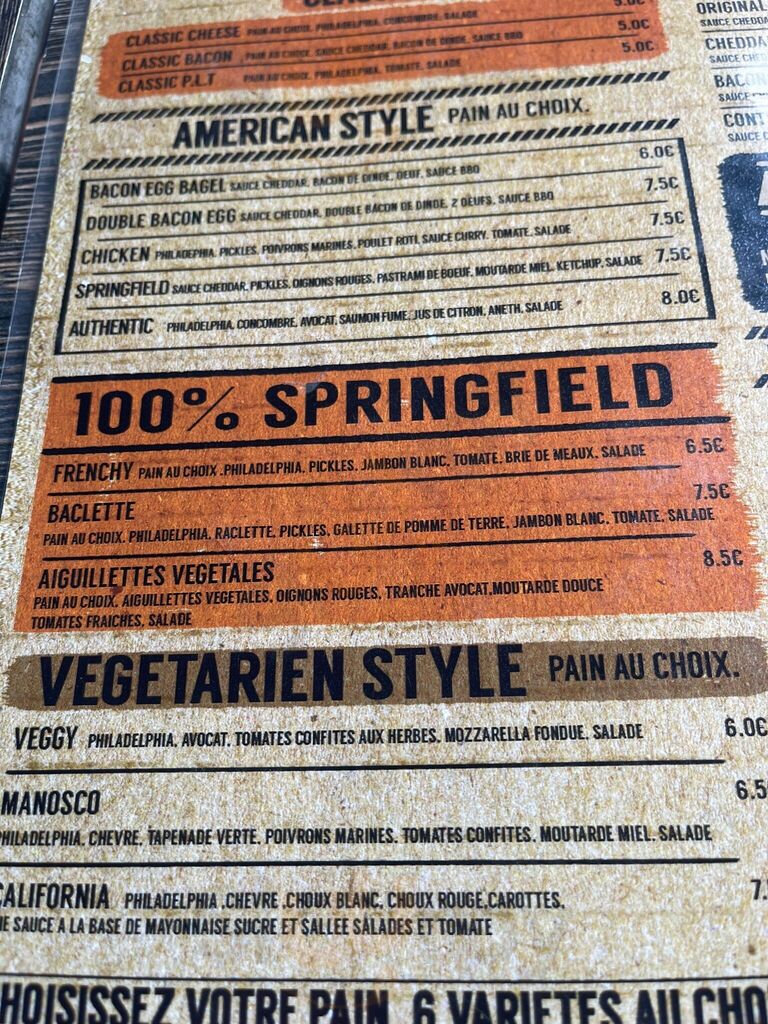 5.0€
CLASSIC CHEESE PAIN AU CHOIX, PHILADELPHIA, CONCOMBRE, SALADE 5.0€
CLASSIC BACON PAIN AU CHOIX, SAUCE CHEDDAR, BACON DE DINDE, SAUCE BBO 5.0€
CLASSIC P.L.T PAIN AU CHOIX, PHILADELPHIA, TOMATE, SALADE
AMERICAN STYLE PAIN AU CHOIX.
BACON EGG BAGEL SAUCE CHEDDAR, BACON DE DINDE, OEUF, SAUCE BBQ 6.0€
DOUBLE BACON EGG SAUCE CHEDDAR, DOUBLE BACON DE DINDE, 2 OEUFS, SAUCE BBQ 7.5€
CHICKEN PHILADEPHIA, PICKLES, POIVRONS MARINES, POULET ROTI, SAUCE CURRY, TOMATE, SALADE 7.5€
SPRINGFIELD SAUCE CHEDDAR, PICKLES, OIGNONS ROUGES, PASTRAMI DE BOEUF, MOUTARDE MIEL, KETCHUP, SALADE 7.5€
AUTHENTIC PHILADELPHIA, CONCOMBRE, AVOCAT, SAUMON FUME, JUS DE CITRON, ANETH, SALADE 8.0€
100% SPRINGFIELD
FRENCHY PAIN AU CHOIX .PHILADELPHIA, PICKLES, JAMBON BLANC, TOMATE, BRIE DE MEAUX, SALADE 6.5€
BACLETTE 7.5€
PAIN AU CHOIX, PHILADELPHIA, RACLETTE, PICKLES, GALETTE DE POMME DE TERRE, JAMBON BLANC, TOMATE, SALADE
AIGUILLETTES VEGETALES 8.5€
PAIN AU CHOIX, AIGUILLETTES VEGETALES, OIGNONS ROUGES, TRANCHE AVOCAT,MOUTARDE DOUCE
TOMATES FRAICHES, SALADE
VEGETARIEN STYLE PAIN AU CHOIX.
VEGGY PHILADELPHIA, AVOCAT, TOMATES CONFITES AUX HERBES, MOZZARELLA FONDUE, SALADE 6.0€
MANOSCO 6.5
PHILADELPHIA, CHEVRE, TAPENADE VERTE, POIVRONS MARINES, TOMATES CONFITES, MOUTARDE MIEL, SALADE
CALIFORNIA PHILADELPHIA ,CHEVRE ,CHOUX BLANC, CHOUX ROUGE,CAROTTES, 7.
SAUCE A LA BASE DE MAYONNAISE SUCRE ET SALLEE SALADES ET TOMATE
HOISISSEZ VOTRE PAIN, 6 VARIETES AU CHO
ORIGINAL
SAUCE CHEDDA
CHEDDA
SAUCE CHED
BACON
SAUCE
CONT
SAUCE C